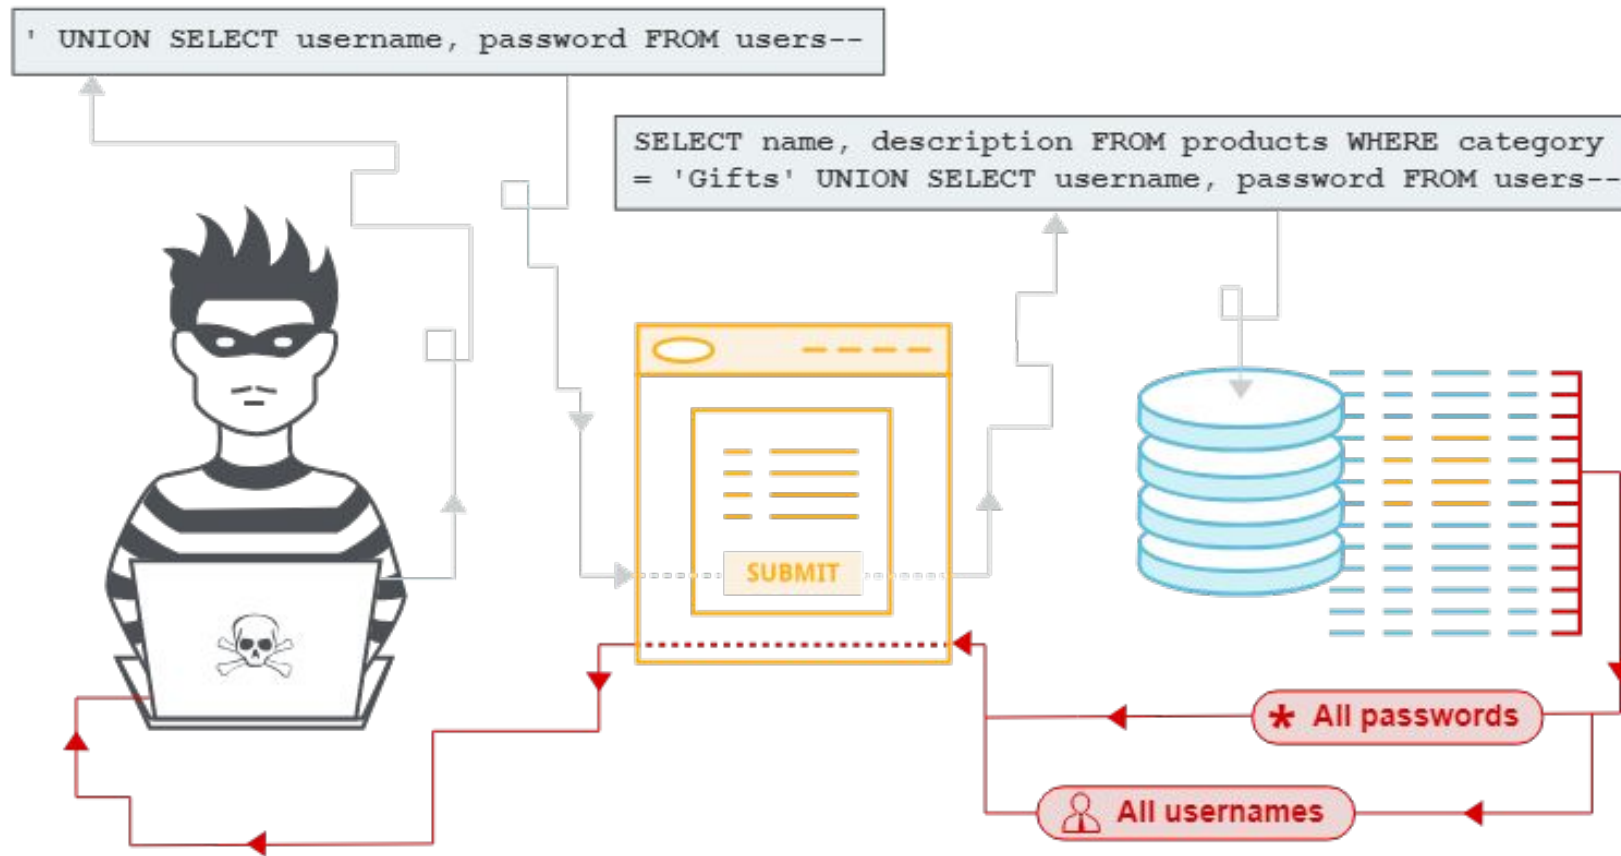 ' UNION SELECT username, password FROM users--
SELECT name, description FROM products WHERE category
= 'Gifts' UNION SELECT username, password FROM users--
SUBMIT
* All passwords
All usernames